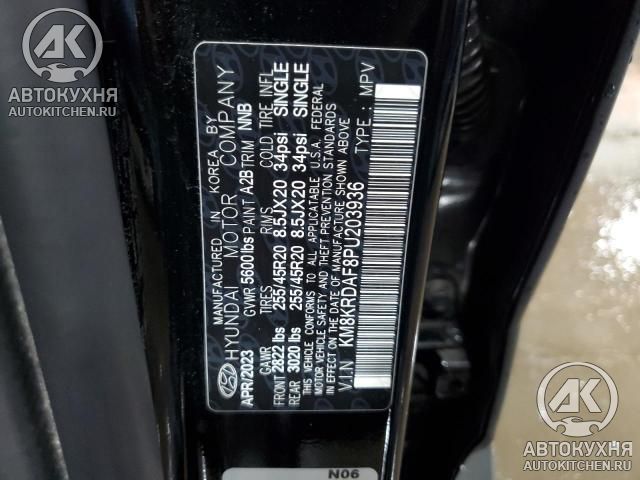 AK
АВТОКУХНЯ
AUTOKITCHEN.RU
MANUFACTURED IN KOREA BY
HYUNDAI MOTOR COMPANY
APR/2023 GVWR 5600lbs PAINT A2B TRIM NNB
GAWR TIRES RIMS COLD TIRE INFL
FRONT 2822 lbs 255/45R20 8.5JX20 34psi SINGLE
REAR 3020 lbs 255/45R20 8.5JX20 34psi SINGLE
THIS VEHICLE CONFORMS TO ALL APPLICABLE U.S.A. FEDERAL
MOTOR VEHICLE SAFETY AND THEFT PREVENTION STANDARDS
IN EFFECT ON THE DATE OF MANUFACTURE SHOWN ABOVE
V.I.N KM8KRDAF8PU203936 TYPE : MPV
N06
AK
АВТОКУХНЯ
AUTOKITCHEN.RU